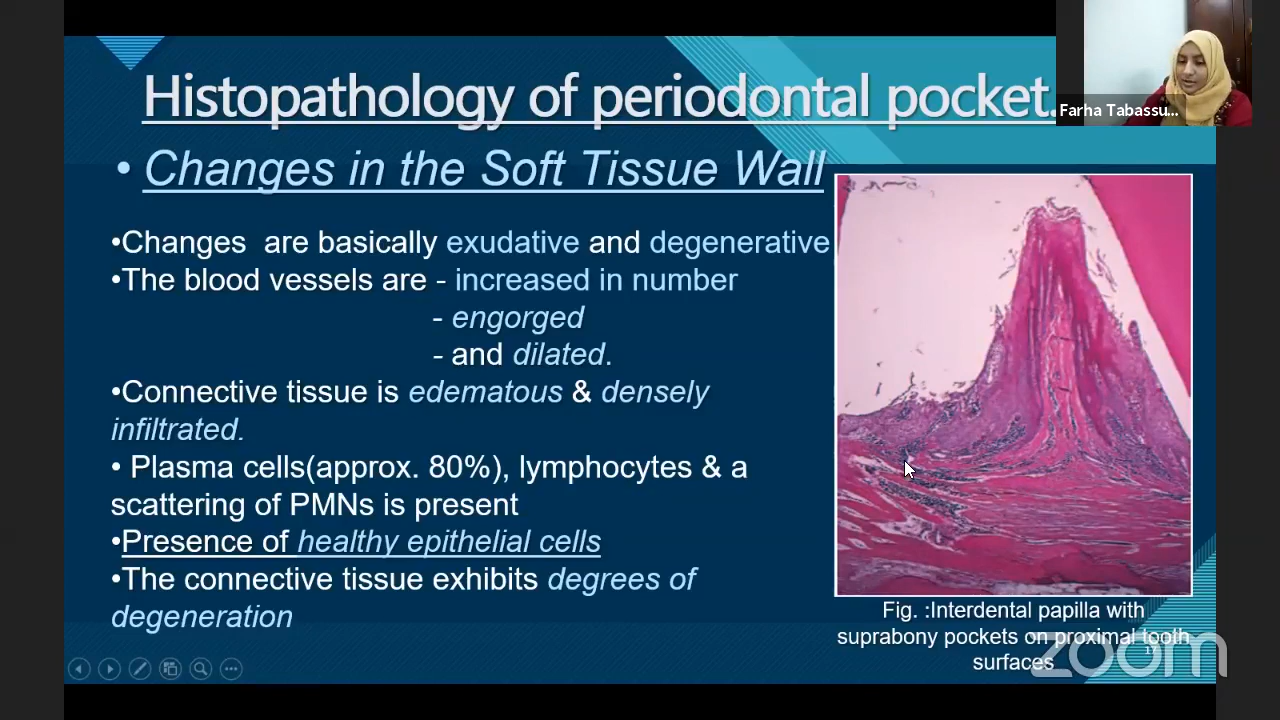 Histopathology of periodontal pocket.
Farha Tabassu...
• Changes in the Soft Tissue Wall
•Changes are basically exudative and degenerative
•The blood vessels are - increased in number
- engorged
- and dilated.
•Connective tissue is edematous & densely
infiltrated.
• Plasma cells(approx. 80%), lymphocytes & a
scattering of PMNs is present
•Presence of healthy epithelial cells
•The connective tissue exhibits degrees of
degeneration
Fig. :Interdental papilla with
suprabony pockets on proximal tooth
surfaces
17
zoom